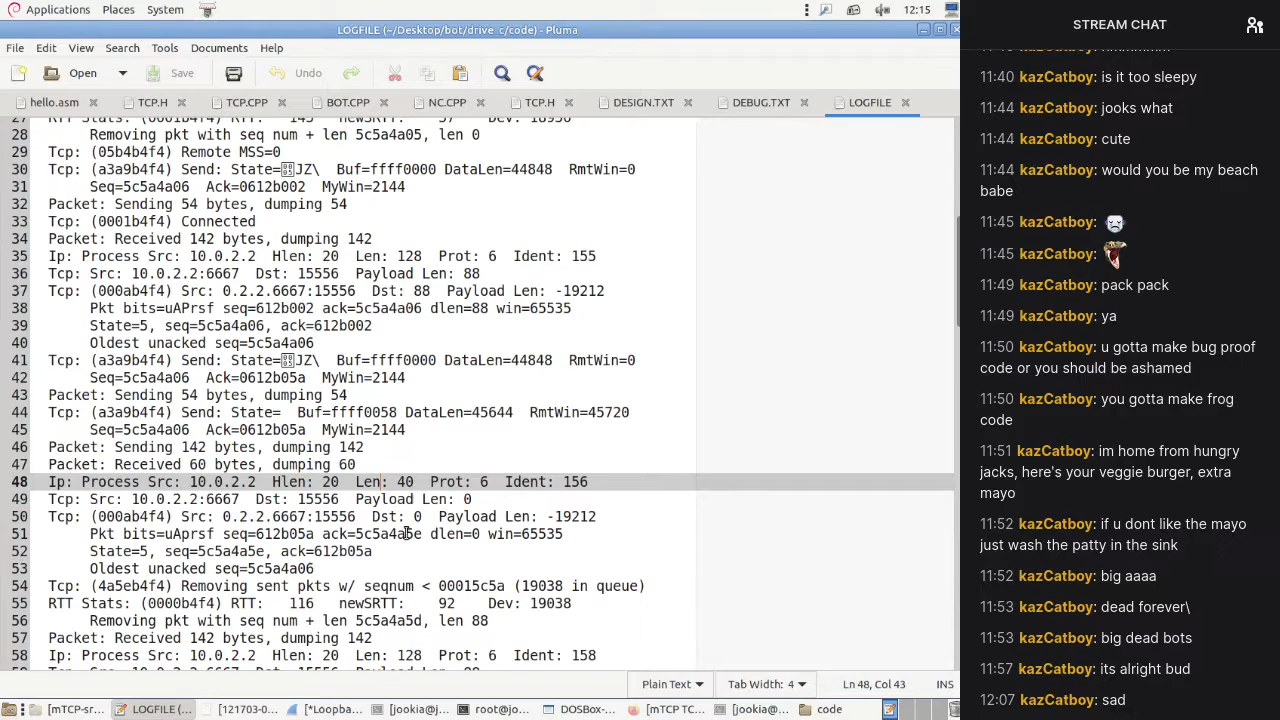 Applications Places System 12:15
LOGFILE (~/Desktop/bot/drive_c/code) - Pluma
File Edit View Search Tools Documents Help
Open Save Undo
hello.asm TCP.H TCP.CPP BOT.CPP NC.CPP TCP.H DESIGN.TXT DEBUG.TXT LOGFILE
27 RTT Stats: (0001b4f4) RTT: 145 newSRTT: 57 Dev: 18956
28 Removing pkt with seq num + len 5c5a4a05, len 0
29 Tcp: (05b4b4f4) Remote MSS=0
30 Tcp: (a3a9b4f4) Send: State= JZ\ Buf=ffff0000 DataLen=44848 RmtWin=0
31 Seq=5c5a4a06 Ack=0612b002 MyWin=2144
32 Packet: Sending 54 bytes, dumping 54
33 Tcp: (0001b4f4) Connected
34 Packet: Received 142 bytes, dumping 142
35 Ip: Process Src: 10.0.2.2 Hlen: 20 Len: 128 Prot: 6 Ident: 155
36 Tcp: Src: 10.0.2.2:6667 Dst: 15556 Payload Len: 88
37 Tcp: (000ab4f4) Src: 0.2.2.6667:15556 Dst: 88 Payload Len: -19212
38 Pkt bits=uAPrsf seq=612b002 ack=5c5a4a06 dlen=88 win=65535
39 State=5, seq=5c5a4a06, ack=612b002
40 Oldest unacked seq=5c5a4a06
41 Tcp: (a3a9b4f4) Send: State= JZ\ Buf=ffff0000 DataLen=44848 RmtWin=0
42 Seq=5c5a4a06 Ack=0612b05a MyWin=2144
43 Packet: Sending 54 bytes, dumping 54
44 Tcp: (a3a9b4f4) Send: State= Buf=ffff0058 DataLen=45644 RmtWin=45720
45 Seq=5c5a4a06 Ack=0612b05a MyWin=2144
46 Packet: Sending 142 bytes, dumping 142
47 Packet: Received 60 bytes, dumping 60
48 Ip: Process Src: 10.0.2.2 Hlen: 20 Len: 40 Prot: 6 Ident: 156
49 Tcp: Src: 10.0.2.2:6667 Dst: 15556 Payload Len: 0
50 Tcp: (000ab4f4) Src: 0.2.2.6667:15556 Dst: 0 Payload Len: -19212
51 Pkt bits=uAprsf seq=612b05a ack=5c5a4a5e dlen=0 win=65535
52 State=5, seq=5c5a4a5e, ack=612b05a
53 Oldest unacked seq=5c5a4a06
54 Tcp: (4a5eb4f4) Removing sent pkts w/ seqnum < 00015c5a (19038 in queue)
55 RTT Stats: (0000b4f4) RTT: 116 newSRTT: 92 Dev: 19038
56 Removing pkt with seq num + len 5c5a4a5d, len 88
57 Packet: Received 142 bytes, dumping 142
58 Ip: Process Src: 10.0.2.2 Hlen: 20 Len: 128 Prot: 6 Ident: 158
Plain Text Tab Width: 4 Ln 48, Col 43 INS
[mTCP-sr... LOGFILE (... [121703-0... [*Loopba... [jookia@j... root@jo... DOSBox-... [mTCP TC... [jookia@j... code
STREAM CHAT
11:40 kazCatboy: is it too sleepy
11:44 kazCatboy: jooks what
11:44 kazCatboy: cute
11:44 kazCatboy: would you be my beach
babe
11:45 kazCatboy:
11:45 kazCatboy:
11:49 kazCatboy: pack pack
11:49 kazCatboy: ya
11:50 kazCatboy: u gotta make bug proof
code or you should be ashamed
11:50 kazCatboy: you gotta make frog
code
11:51 kazCatboy: im home from hungry
jacks, here's your veggie burger, extra
mayo
11:52 kazCatboy: if u dont like the mayo
just wash the patty in the sink
11:52 kazCatboy: big aaaa
11:53 kazCatboy: dead forever\
11:53 kazCatboy: big dead bots
11:57 kazCatboy: its alright bud
12:07 kazCatboy: sad